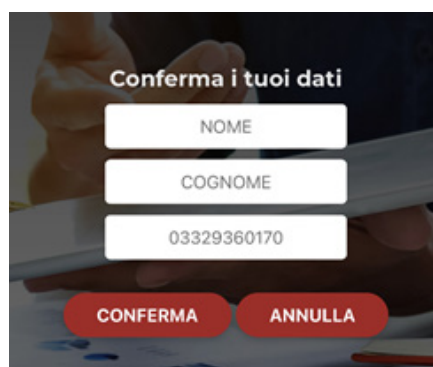 Conferma i tuoi dati
NOME
COGNOME
03329360170
CONFERMA ANNULLA